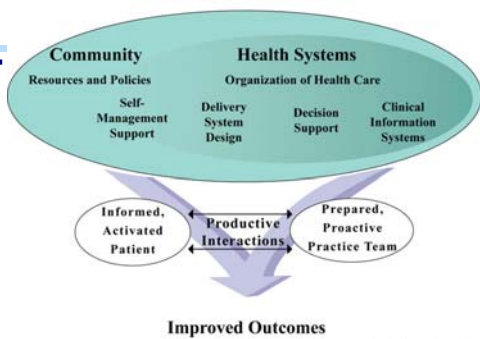 Community
Health Systems
Resources and Policies
Organization of Health Care
Self-
Management
Support
Delivery
System
Design
Decision
Support
Clinical
Information
Systems
Informed,
Activated
Patient
Productive
Interactions
Prepared,
Proactive
Practice Team
Improved Outcomes